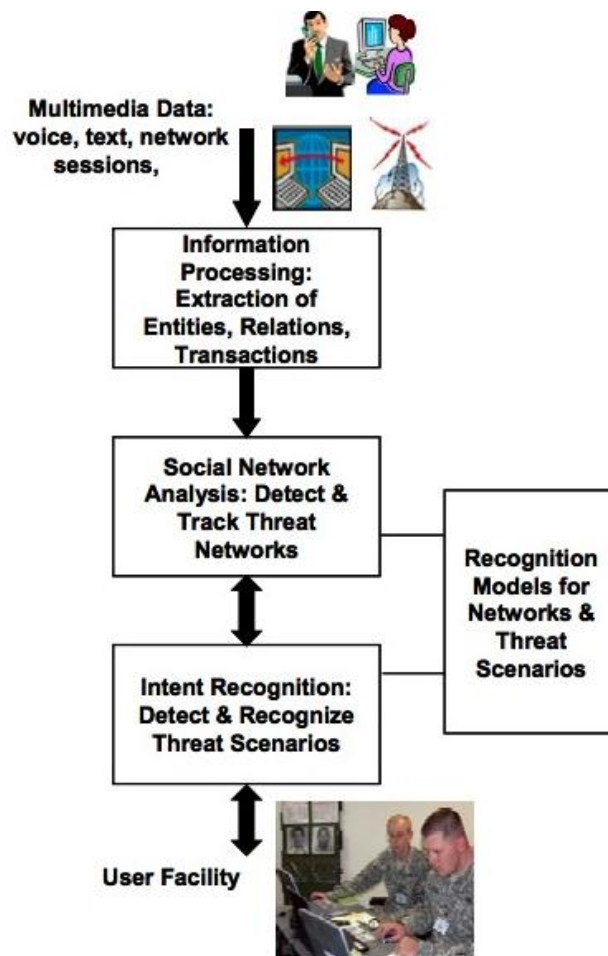 Multimedia Data:
voice, text, network
sessions,
Information
Processing:
Extraction of
Entities, Relations,
Transactions
Social Network
Analysis: Detect &
Track Threat
Networks
Recognition
Models for
Networks &
Threat
Scenarios
Intent Recognition:
Detect & Recognize
Threat Scenarios
User Facility